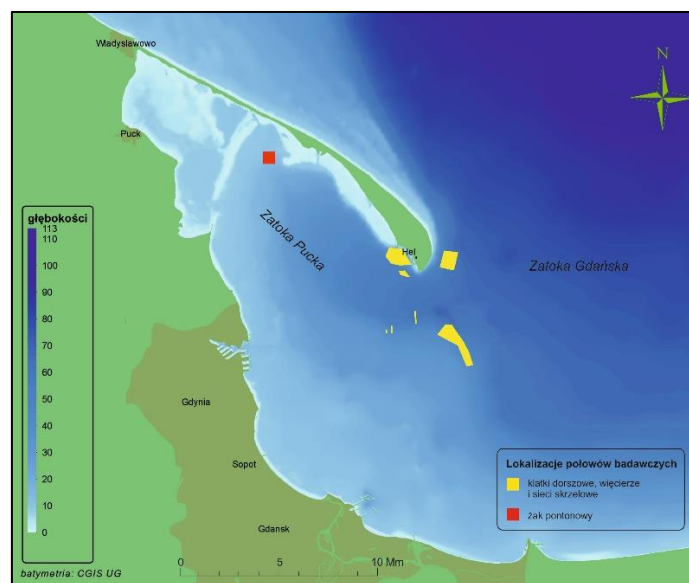 Władysławowo
N
Puck
głębokości
113
110
100
90
80
70
60
50
40
30
20
10
0
Zatoka Pucka
Hel
Zatoka Gdańska
Gdynia
Sopot
Gdansk
Lokalizacje połowów badawczych
klatki dorszowe, więcierze
i sieci skrzelowe
żak pontonowy
0
5
10 Mm
batymetria: CGIS UG